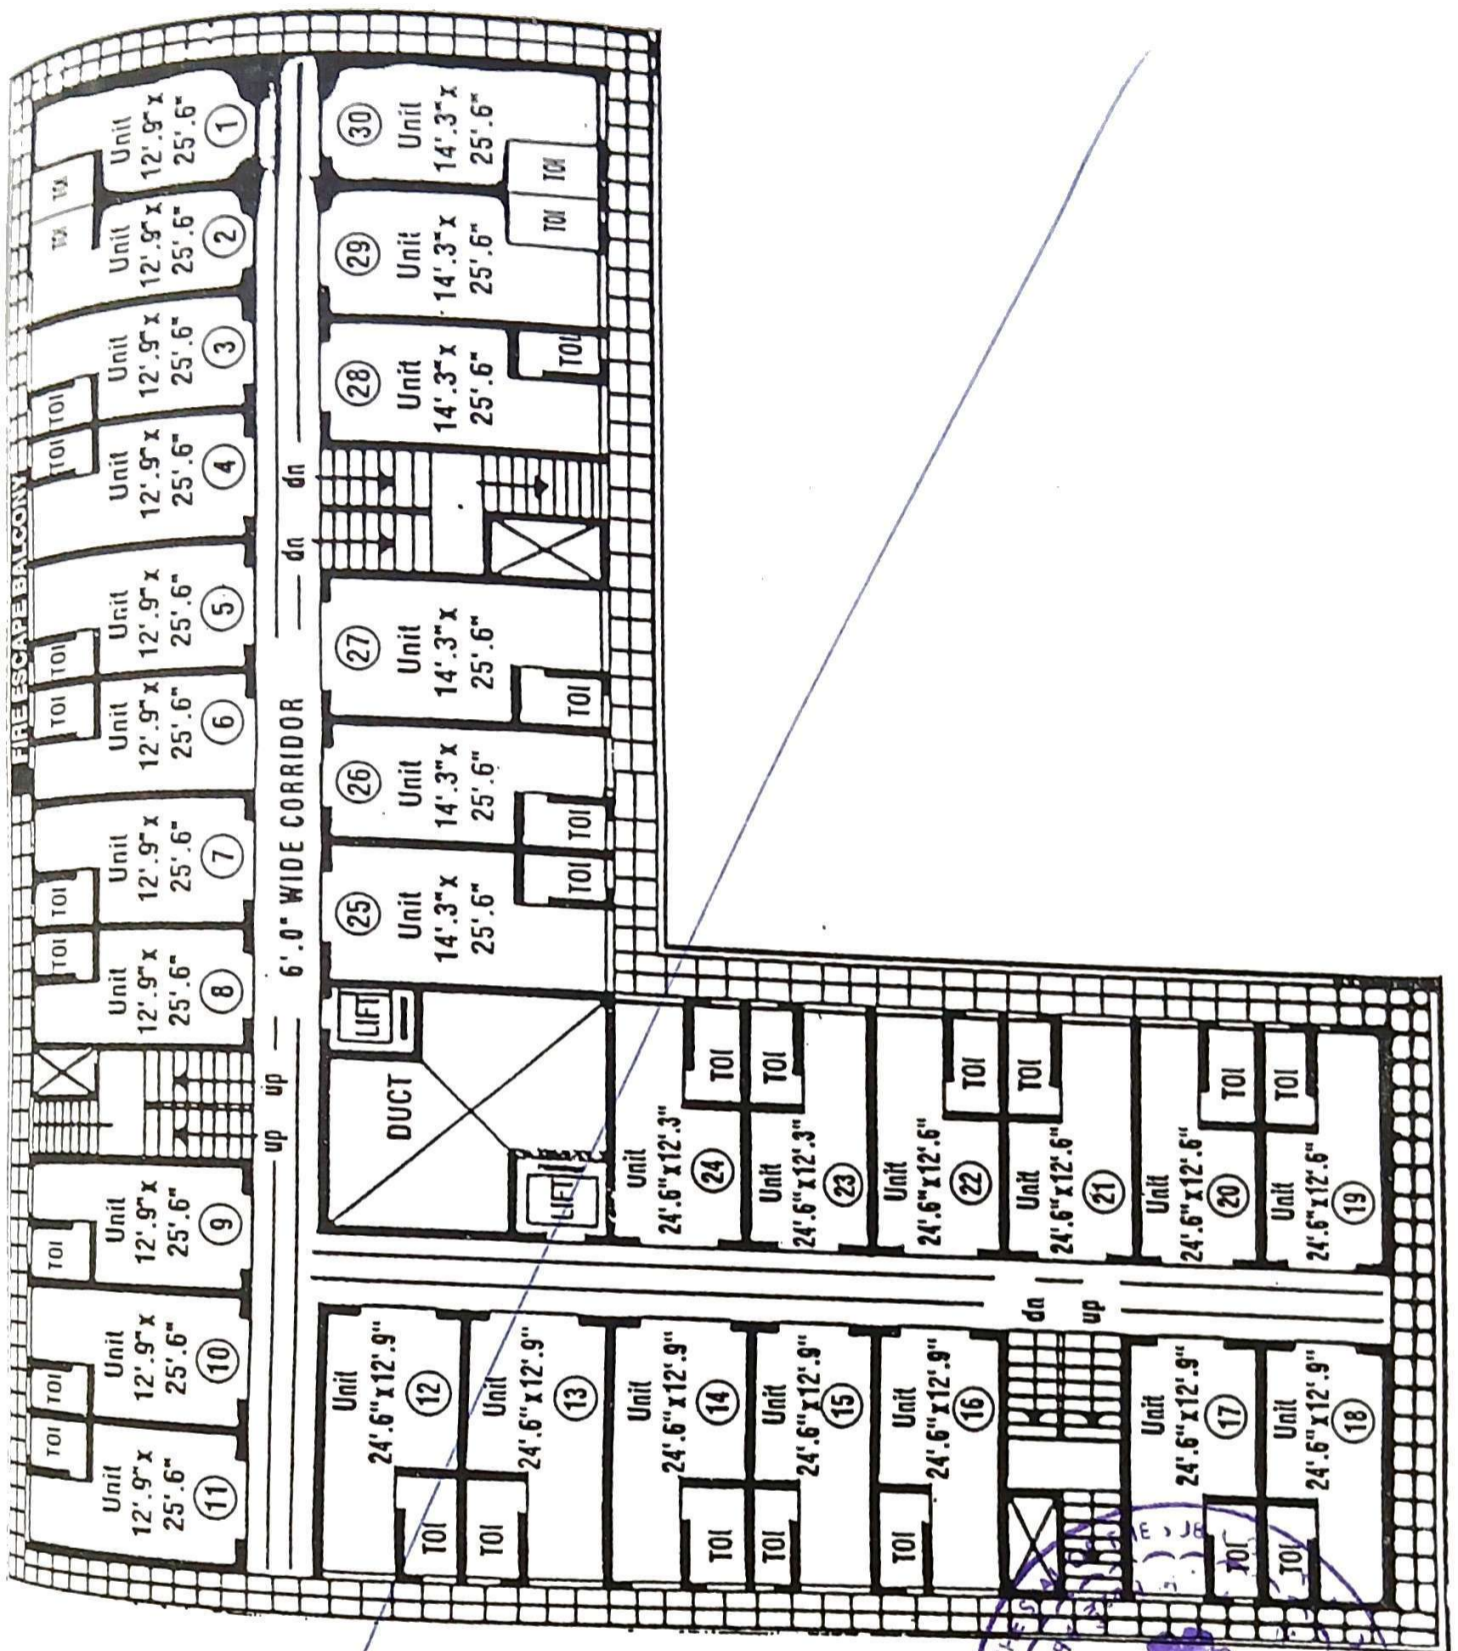 FIRE ESCAPE BALCONY
TOI
Unit
12'.9"x
25'.6"
1
TOI
Unit
12'.9"x
25'.6"
2
Unit
12'.9"x
25'.6"
3
TOI
TOI
Unit
12'.9"x
25'.6"
4
Unit
12'.9"x
25'.6"
5
TOI
TOI
Unit
12'.9"x
25'.6"
6
Unit
12'.9"x
25'.6"
7
TOI
TOI
Unit
12'.9"x
25'.6"
8
up
up
Unit
12'.9"x
25'.6"
9
TOI
Unit
12'.9"x
25'.6"
10
TOI
TOI
Unit
12'.9"x
25'.6"
11
6'.0" WIDE CORRIDOR
30
Unit
14'.3"x
25'.6"
TOI
TOI
29
Unit
14'.3"x
25'.6"
28
Unit
14'.3"x
25'.6"
TOI
dn
dn
27
Unit
14'.3"x
25'.6"
TOI
26
Unit
14'.3"x
25'.6"
TOI
25
Unit
14'.3"x
25'.6"
TOI
LIFT
DUCT
LIFT
Unit
24'.6"x12'.3"
24
TOI
Unit
24'.6"x12'.3"
23
TOI
Unit
24'.6"x12'.6"
22
TOI
Unit
24'.6"x12'.6"
21
TOI
Unit
24'.6"x12'.6"
20
TOI
Unit
24'.6"x12'.6"
19
TOI
Unit
24'.6"x12'.9"
12
TOI
Unit
24'.6"x12'.9"
13
TOI
Unit
24'.6"x12'.9"
14
TOI
Unit
24'.6"x12'.9"
15
TOI
Unit
24'.6"x12'.9"
16
TOI
dn
up
Unit
24'.6"x12'.9"
17
TOI
Unit
24'.6"x12'.9"
18
TOI